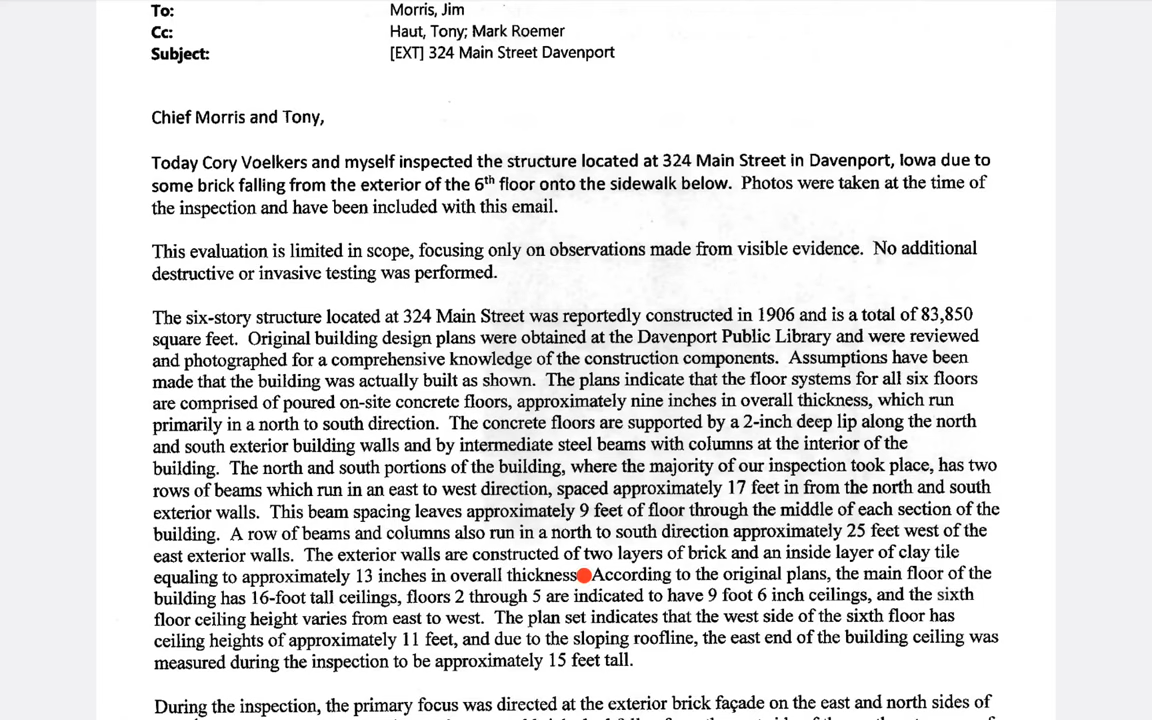 To: Morris, Jim
Cc: Haut, Tony; Mark Roemer
Subject: [EXT] 324 Main Street Davenport
Chief Morris and Tony,
Today Cory Voelkers and myself inspected the structure located at 324 Main Street in Davenport, Iowa due to
some brick falling from the exterior of the 6th floor onto the sidewalk below. Photos were taken at the time of
the inspection and have been included with this email.
This evaluation is limited in scope, focusing only on observations made from visible evidence. No additional
destructive or invasive testing was performed.
The six-story structure located at 324 Main Street was reportedly constructed in 1906 and is a total of 83,850
square feet. Original building design plans were obtained at the Davenport Public Library and were reviewed
and photographed for a comprehensive knowledge of the construction components. Assumptions have been
made that the building was actually built as shown. The plans indicate that the floor systems for all six floors
are comprised of poured on-site concrete floors, approximately nine inches in overall thickness, which run
primarily in a north to south direction. The concrete floors are supported by a 2-inch deep lip along the north
and south exterior building walls and by intermediate steel beams with columns at the interior of the
building. The north and south portions of the building, where the majority of our inspection took place, has two
rows of beams which run in an east to west direction, spaced approximately 17 feet in from the north and south
exterior walls. This beam spacing leaves approximately 9 feet of floor through the middle of each section of the
building. A row of beams and columns also run in a north to south direction approximately 25 feet west of the
east exterior walls. The exterior walls are constructed of two layers of brick and an inside layer of clay tile
equaling to approximately 13 inches in overall thickness According to the original plans, the main floor of the
building has 16-foot tall ceilings, floors 2 through 5 are indicated to have 9 foot 6 inch ceilings, and the sixth
floor ceiling height varies from east to west. The plan set indicates that the west side of the sixth floor has
ceiling heights of approximately 11 feet, and due to the sloping roofline, the east end of the building ceiling was
measured during the inspection to be approximately 15 feet tall.
During the inspection, the primary focus was directed at the exterior brick façade on the east and north sides of